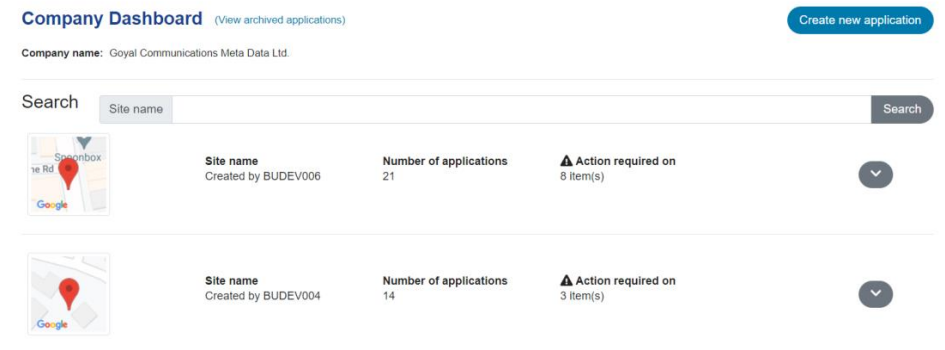 Company Dashboard (View archived applications) Create new application
Company name: Goyal Communications Meta Data Ltd.
Search Site name Search
Spoonbox
ne Rd
Google
Site name Number of applications Action required on
Created by BUDEV006 21 8 item(s)
Google
Site name Number of applications Action required on
Created by BUDEV004 14 3 item(s)